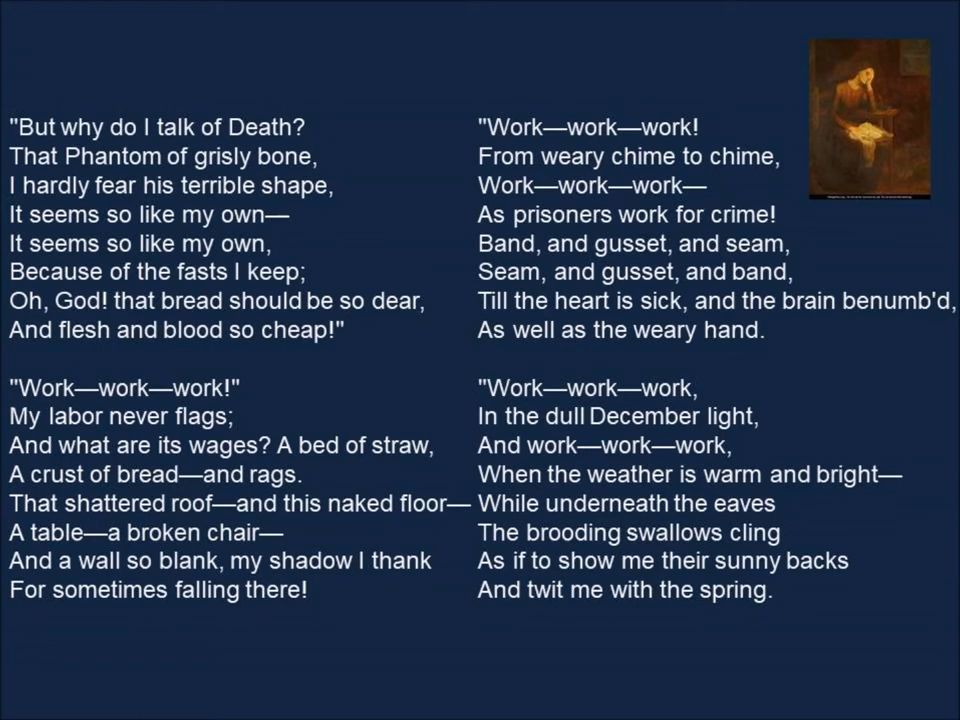 "But why do I talk of Death?
That Phantom of grisly bone,
I hardly fear his terrible shape,
It seems so like my own—
It seems so like my own,
Because of the fasts I keep;
Oh, God! that bread should be so dear,
And flesh and blood so cheap!"
"Work—work—work!"
My labor never flags;
And what are its wages? A bed of straw,
A crust of bread—and rags.
That shattered roof—and this naked floor—
A table—a broken chair—
And a wall so blank, my shadow I thank
For sometimes falling there!
"Work—work—work!
From weary chime to chime,
Work—work—work—
As prisoners work for crime!
Band, and gusset, and seam,
Seam, and gusset, and band,
Till the heart is sick, and the brain benumb'd,
As well as the weary hand.
"Work—work—work,
In the dull December light,
And work—work—work,
When the weather is warm and bright—
While underneath the eaves
The brooding swallows cling
As if to show me their sunny backs
And twit me with the spring.